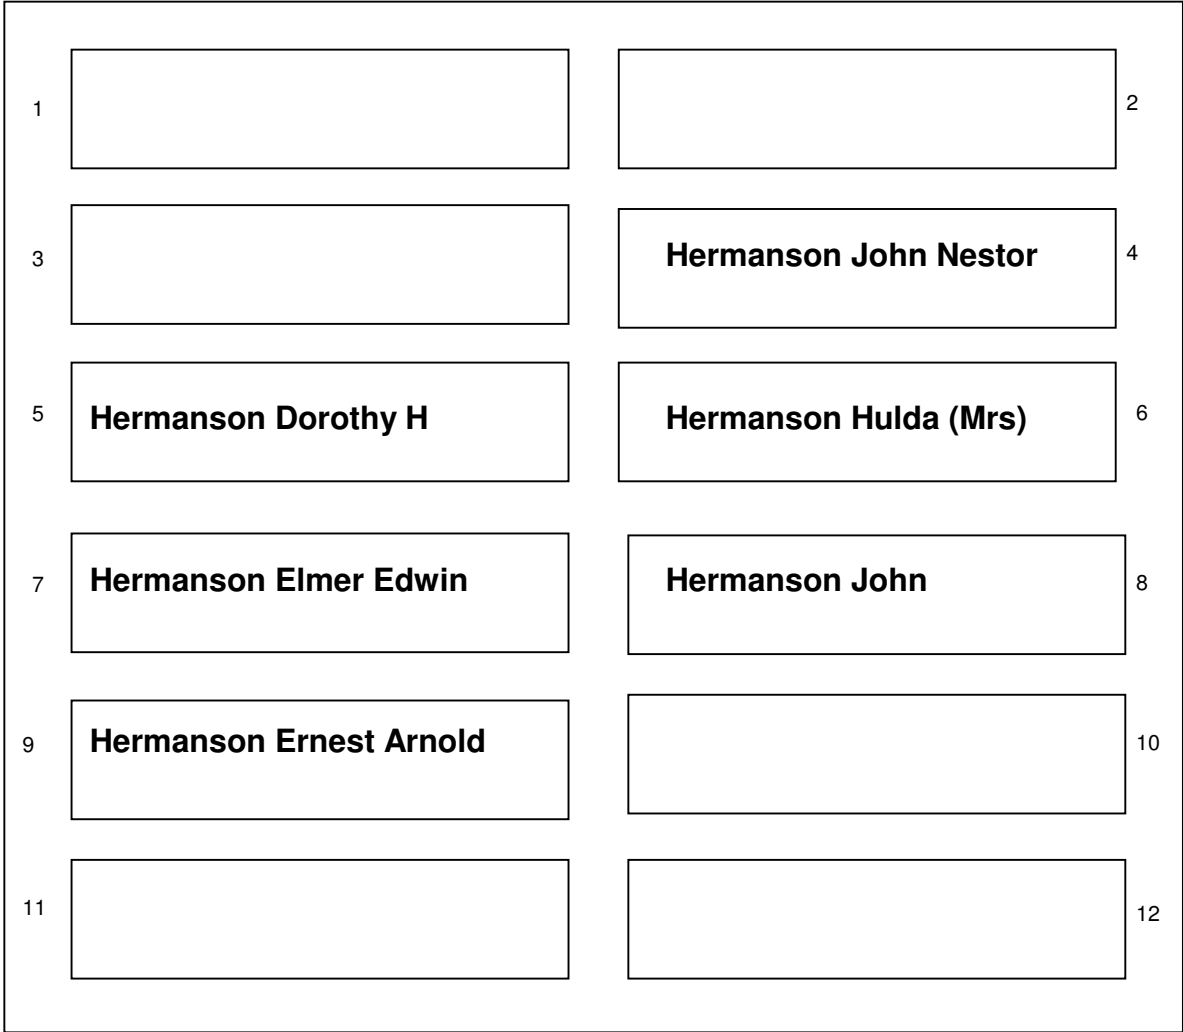 1
2
3
Hermanson John Nestor 4
5 Hermanson Dorothy H
Hermanson Hulda (Mrs) 6
7 Hermanson Elmer Edwin
Hermanson John 8
9 Hermanson Ernest Arnold
10
11
12